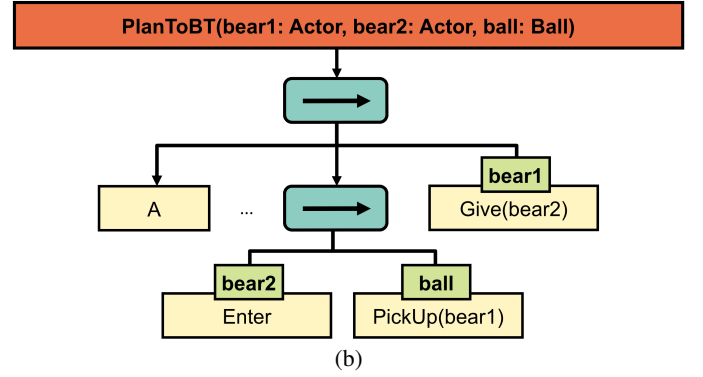 PlanToBT(bear1: Actor, bear2: Actor, ball: Ball)
bear1
A
...
Give(bear2)
bear2
ball
Enter
PickUp(bear1)
(b)